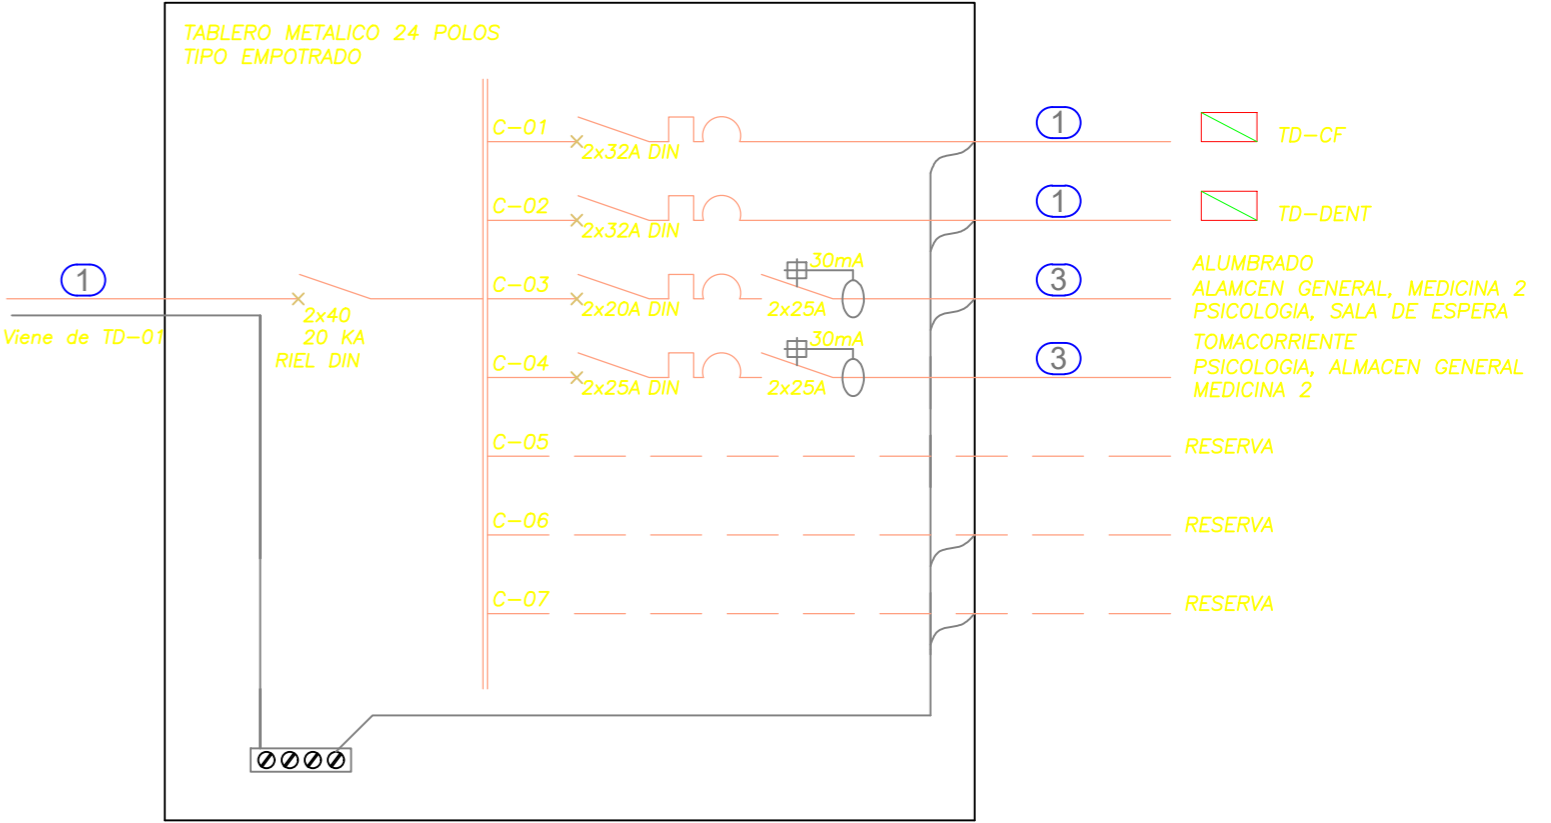 TABLERO METALICO 24 POLOS
TIPO EMPOTRADO
1
Viene de TD-01
2x40
20 KA
RIEL DIN
C-01
2x32A DIN
1
TD-CF
C-02
2x32A DIN
1
TD-DENT
C-03
2x20A DIN
30mA
2x25A
3
ALUMBRADO
ALAMCEN GENERAL, MEDICINA 2
PSICOLOGIA, SALA DE ESPERA
C-04
2x25A DIN
30mA
2x25A
3
TOMACORRIENTE
PSICOLOGIA, ALMACEN GENERAL
MEDICINA 2
C-05
RESERVA
C-06
RESERVA
C-07
RESERVA